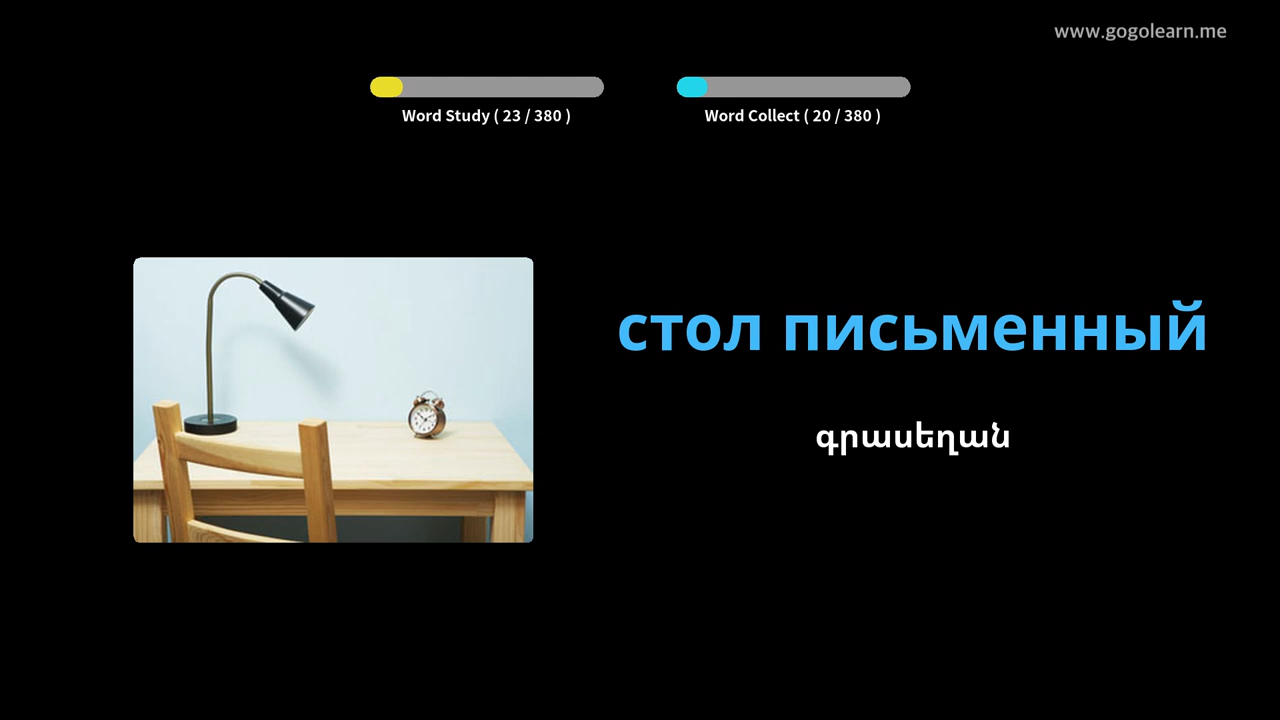 www.gogolearn.me
Word Study ( 23 / 380 )
Word Collect ( 20 / 380 )
стол письменный
գրասեղան